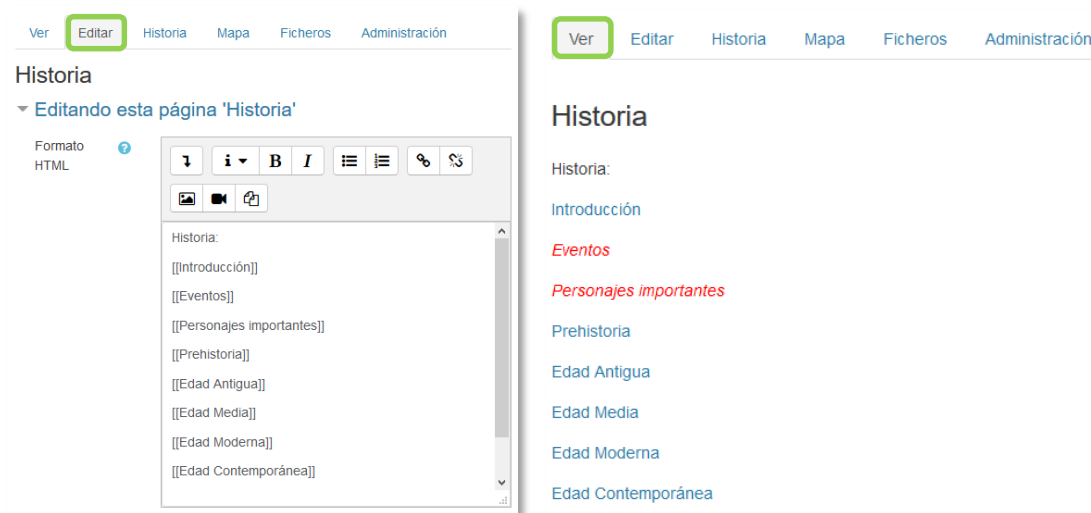 Ver Editar Historia Mapa Ficheros Administración
Historia
Editando esta página 'Historia'
Formato
HTML
B I
Historia:
[[Introducción]]
[[Eventos]]
[[Personajes importantes]]
[[Prehistoria]]
[[Edad Antigua]]
[[Edad Media]]
[[Edad Moderna]]
[[Edad Contemporánea]]
Ver Editar Historia Mapa Ficheros Administración
Historia
Historia:
Introducción
Eventos
Personajes importantes
Prehistoria
Edad Antigua
Edad Media
Edad Moderna
Edad Contemporánea